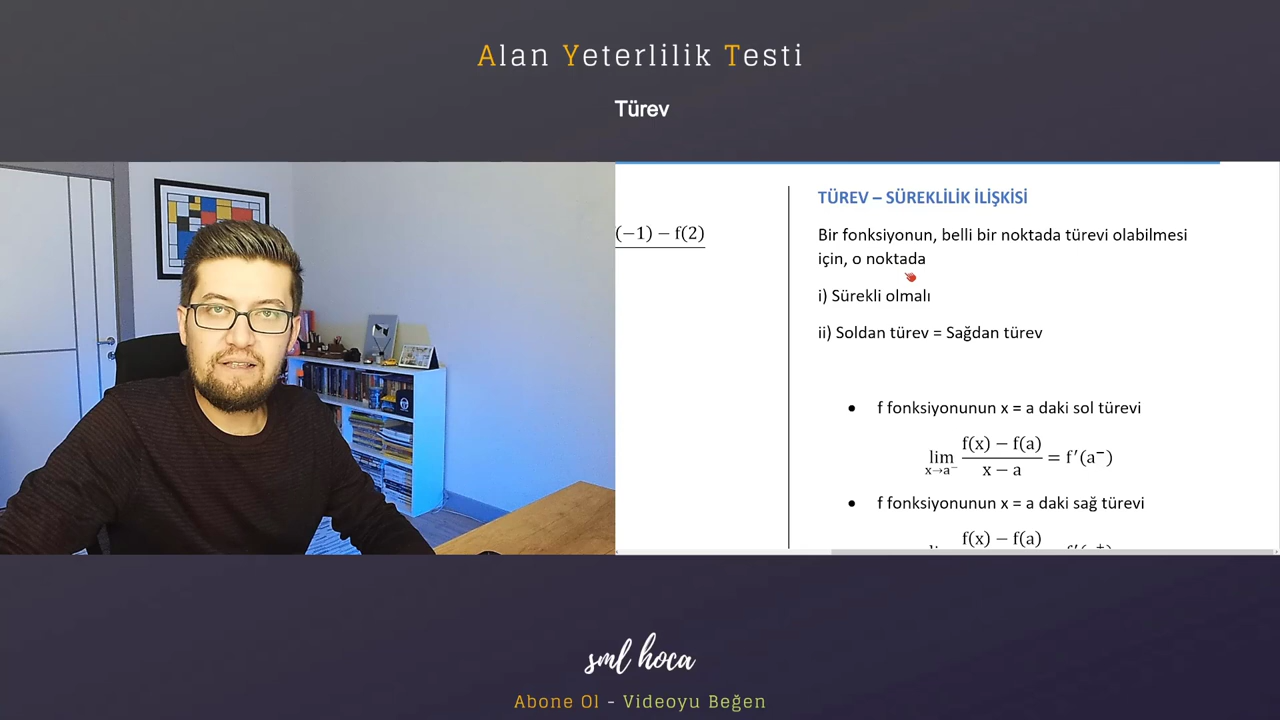 Alan Yeterlilik Testi
Türev
(−1) − f(2)
TÜREV – SÜREKLİLİK İLİŞKİSİ
Bir fonksiyonun, belli bir noktada türevi olabilmesi
için, o noktada
i) Sürekli olmalı
ii) Soldan türev = Sağdan türev
• f fonksiyonunun x = a daki sol türevi
lim x→a⁻ f(x) − f(a) / x − a = f′(a⁻)
• f fonksiyonunun x = a daki sağ türevi
f(x) − f(a)
sml hoca
Abone Ol - Videoyu Beğen